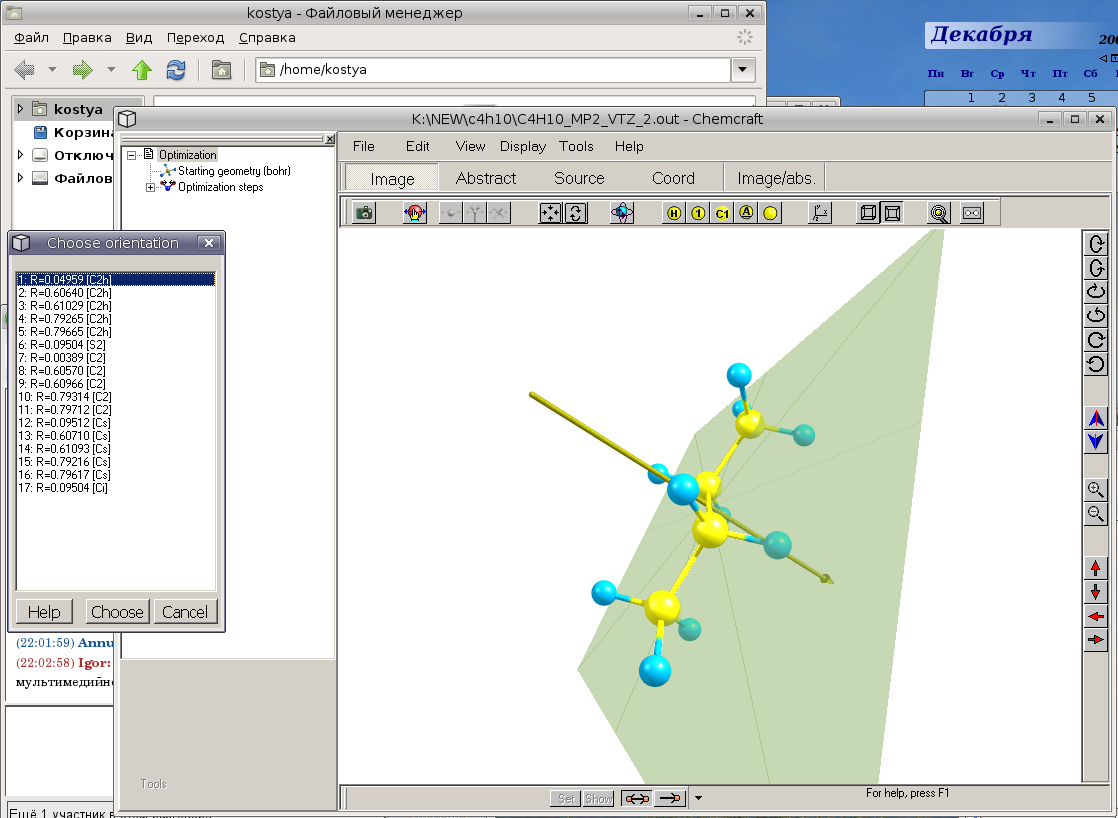 kostya - Файловый менеджер
Файл Правка Вид Переход Справка
/home/kostya
Декабря
Пн Вт Ср Чт Пт Сб
1 2 3 4 5
kostya
Корзина
K:\NEW\c4h10\C4H10_MP2_VTZ_2.out - Chemcraft
File Edit View Display Tools Help
Optimization
Starting geometry (bohr)
Optimization steps
Image Abstract Source Coord Image/abs.
H 1 C1 A
Choose orientation
1: R=0.04959 [C2h]
2: R=0.60640 [C2h]
3: R=0.61029 [C2h]
4: R=0.79265 [C2h]
5: R=0.79665 [C2h]
6: R=0.09504 [S2]
7: R=0.00389 [C2]
8: R=0.60570 [C2]
9: R=0.60966 [C2]
10: R=0.79314 [C2]
11: R=0.79712 [C2]
12: R=0.09512 [Cs]
13: R=0.60710 [Cs]
14: R=0.61093 [Cs]
15: R=0.79216 [Cs]
16: R=0.79617 [Cs]
17: R=0.09504 [Ci]
Help Choose Cancel
(22:01:59) Annu
(22:02:58) Igor:
мультимедийн
Tools
Set Show
For help, press F1
Ещё 1 участник в